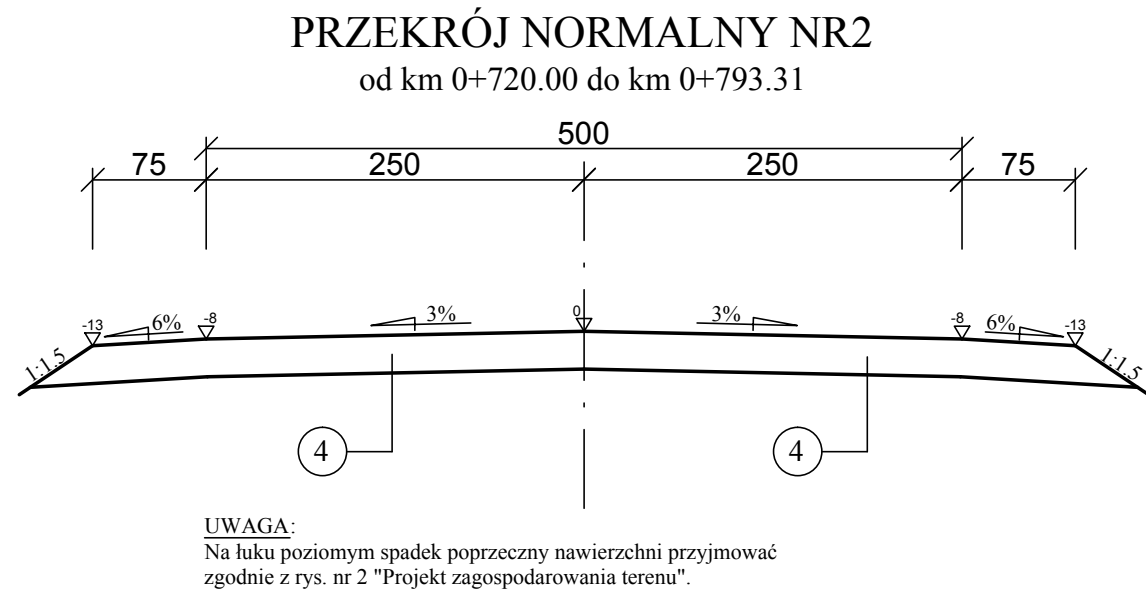 PRZEKRÓJ NORMALNY NR2
od km 0+720.00 do km 0+793.31
500
75 250 250 75
-13 6% -8 3% 0 3% -8 6% -13
1:1.5 1:1.5
4 4
UWAGA:
Na łuku poziomym spadek poprzeczny nawierzchni przyjmować
zgodnie z rys. nr 2 "Projekt zagospodarowania terenu".